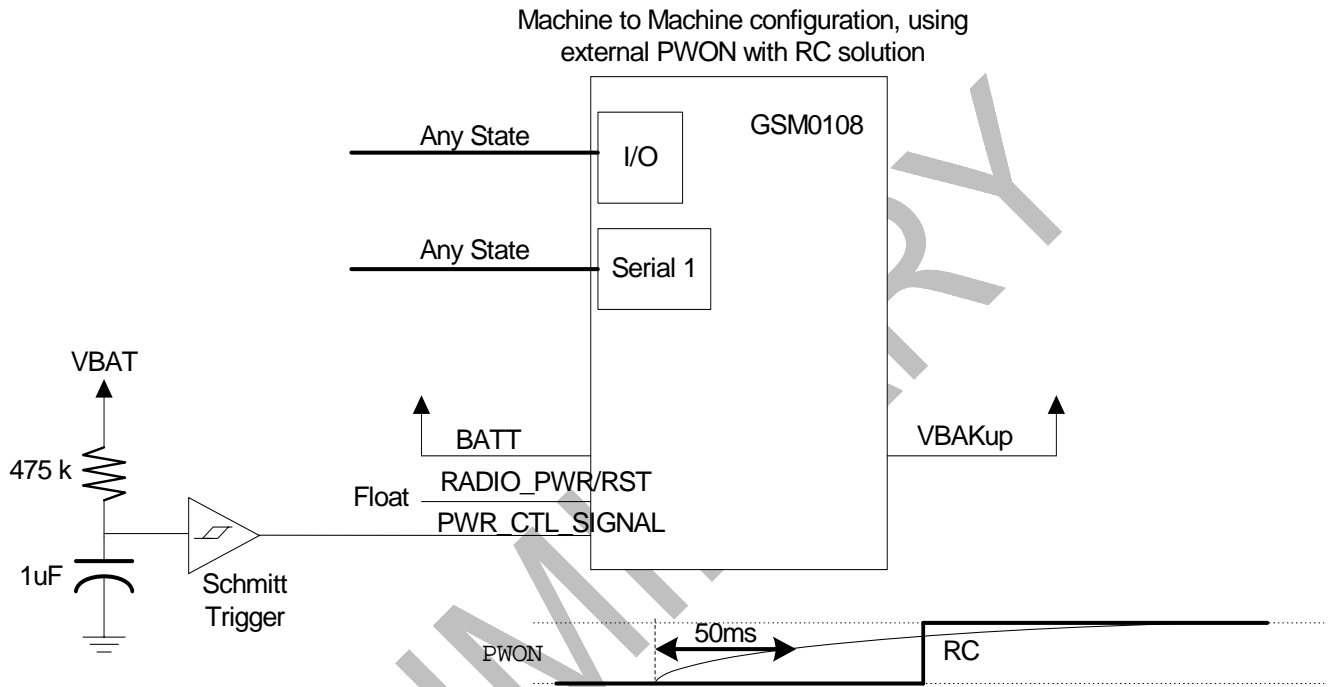 Machine to Machine configuration, using
external PWON with RC solution
GSM0108
Any State
I/O
Any State
Serial 1
VBAT
475 k
BATT
VBAKup
Float
RADIO_PWR/RST
PWR_CTL_SIGNAL
1uF
Schmitt
Trigger
50ms
PWON
RC